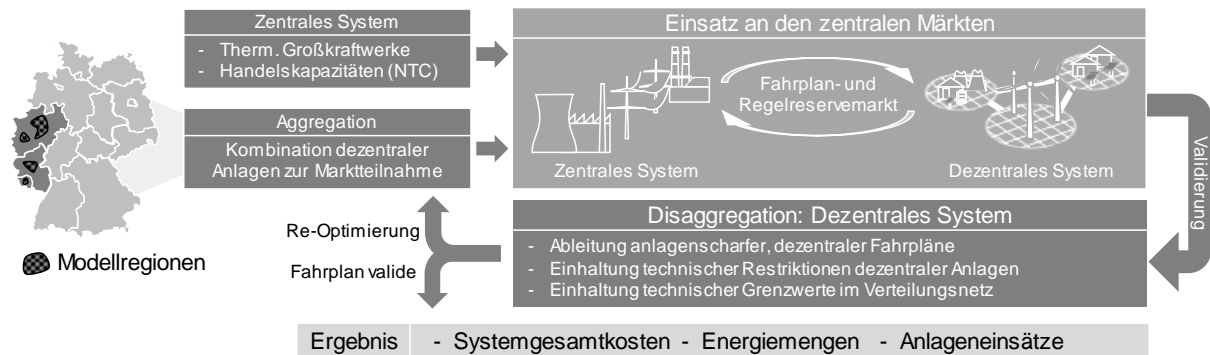 Zentrales System
- Therm. Großkraftwerke
- Handelskapazitäten (NTC)
Aggregation
Kombination dezentraler
Anlagen zur Marktteilnahme
Einsatz an den zentralen Märkten
Fahrplan- und
Regelreservemarkt
Zentrales System
Dezentrales System
Validierung
Disaggregation: Dezentrales System
- Ableitung anlagenscharfer, dezentraler Fahrpläne
- Einhaltung technischer Restriktionen dezentraler Anlagen
- Einhaltung technischer Grenzwerte im Verteilungsnetz
Re-Optimierung
Fahrplan valide
Modellregionen
Ergebnis - Systemgesamtkosten - Energiemengen - Anlageneinsätze